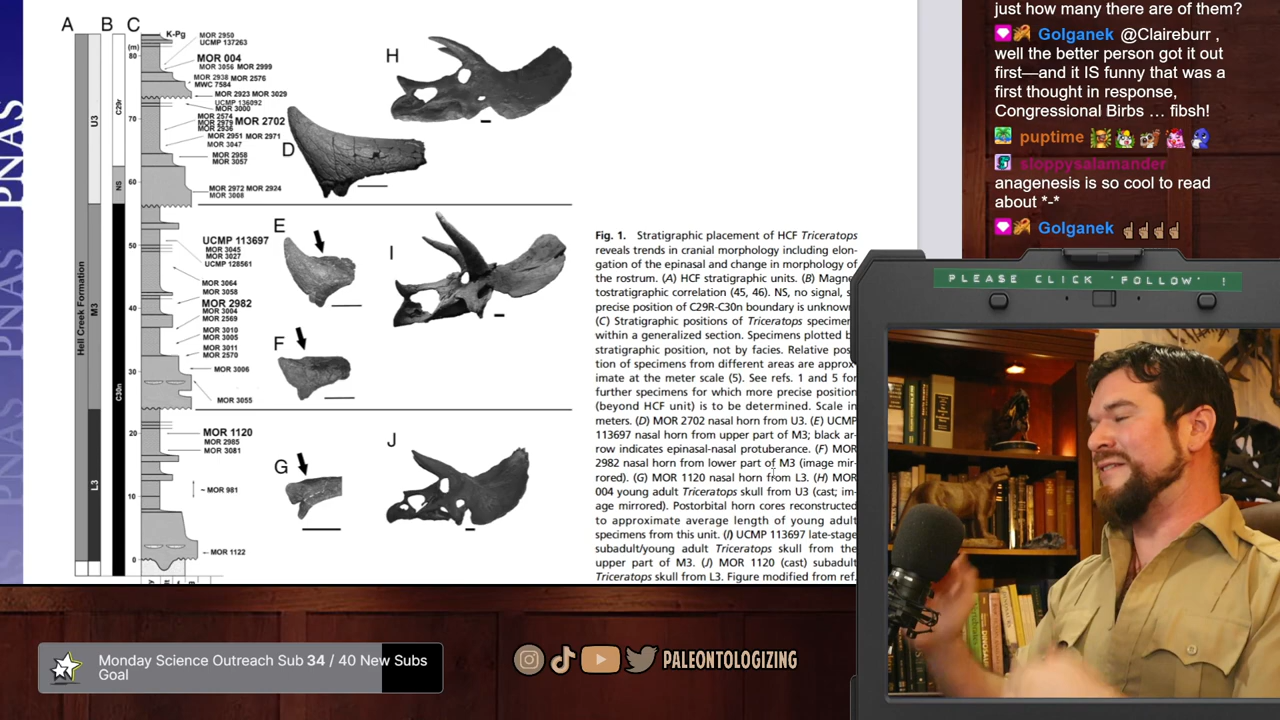 PNAS
PNAS
A
B
C
K-Pg
(m)
80
70
60
50
40
30
20
10
0
Hell Creek Formation
U3
M3
L3
C29r
NS
C30n
MOR 2950
UCMP 137263
MOR 004
MOR 3056 MOR 2999
MOR 2938 MOR 2576
MWC 7584
MOR 2923 MOR 3029
UCMP 136092
MOR 3000
MOR 2574
MOR 2979 MOR 2702
MOR 2936
MOR 2951 MOR 2971
MOR 3047
MOR 2958
MOR 3057
MOR 2972 MOR 2924
MOR 3008
UCMP 113697
MOR 3045
MOR 3027
UCMP 128561
MOR 3064
MOR 3058
MOR 2982
MOR 3004
MOR 2569
MOR 3010
MOR 3005
MOR 3011
MOR 2570
MOR 3006
MOR 3055
MOR 1120
MOR 2985
MOR 3081
MOR 981
MOR 1122
D
E
F
G
H
I
J
Fig. 1. Stratigraphic placement of HCF Triceratops
reveals trends in cranial morphology including elon-
gation of the epinasal and change in morphology of
the rostrum. (A) HCF stratigraphic units. (B) Magne
tostratigraphic correlation (45, 46). NS, no signal, s
precise position of C29R-C30n boundary is unknown
(C) Stratigraphic positions of Triceratops specimen
within a generalized section. Specimens plotted b
stratigraphic position, not by facies. Relative pos
tion of specimens from different areas are approx
imate at the meter scale (5). See refs. 1 and 5 for
further specimens for which more precise position
(beyond HCF unit) is to be determined. Scale in
meters. (D) MOR 2702 nasal horn from U3. (E) UCMP
113697 nasal horn from upper part of M3; black ar-
row indicates epinasal-nasal protuberance. (F) MOR
2982 nasal horn from lower part of M3 (image mir-
rored). (G) MOR 1120 nasal horn from L3. (H) MOR
004 young adult Triceratops skull from U3 (cast; im-
age mirrored). Postorbital horn cores reconstructed
to approximate average length of young adult
specimens from this unit. (I) UCMP 113697 late-stage
subadult/young adult Triceratops skull from the
upper part of M3. (J) MOR 1120 (cast) subadult
Triceratops skull from L3. Figure modified from ref.
just how many there are of them?
Golganek @Claireburr ,
well the better person got it out
first—and it IS funny that was a
first thought in response,
Congressional Birbs … fibsh!
puptime
sloppysalamander
anagenesis is so cool to read
about *-*
Golganek
PLEASE CLICK 'FOLLOW' !
Monday Science Outreach Sub 34 / 40 New Subs
Goal
PALEONTOLOGIZING